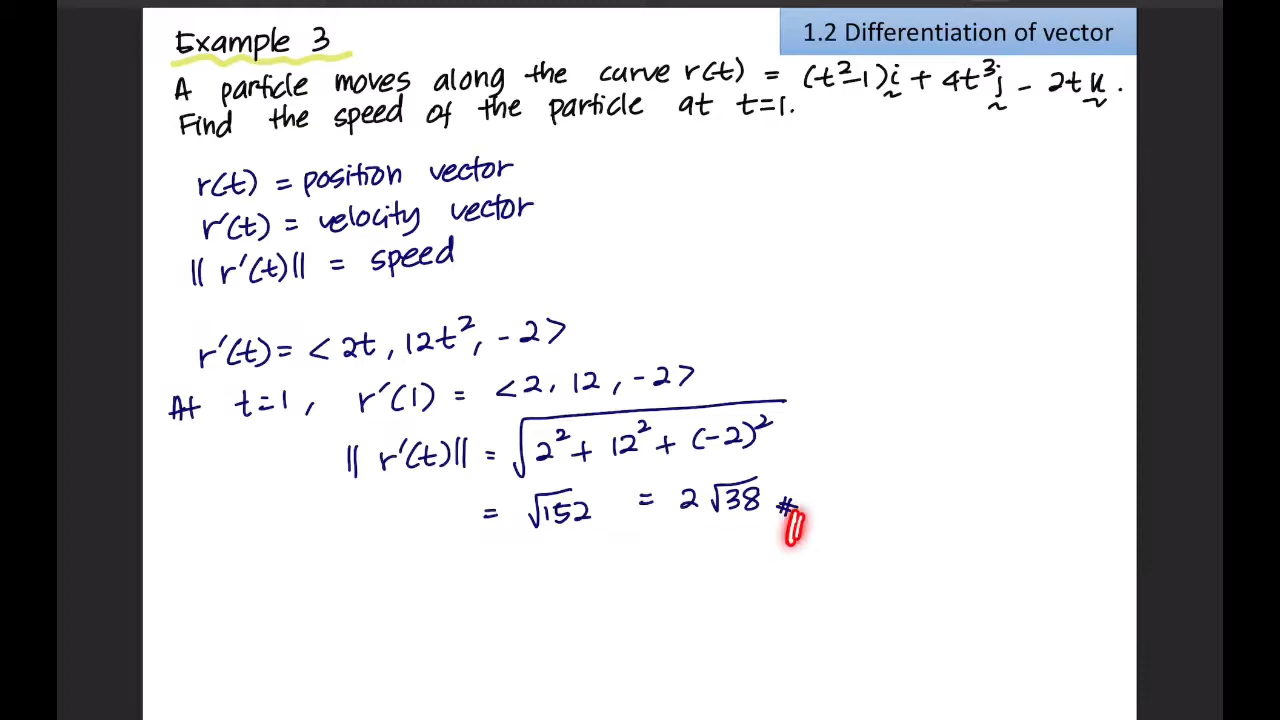 Example 3
1.2 Differentiation of vector
A particle moves along the curve r(t) = (t²-1)i + 4t³j - 2t k.
Find the speed of the particle at t=1.
r(t) = position vector
r'(t) = velocity vector
|| r'(t)|| = speed
r'(t) = < 2t, 12t², -2>
At t=1, r'(1) = <2, 12, -2>
|| r'(t)|| = √(2² + 12² + (-2)²)
= √152 = 2√38 #